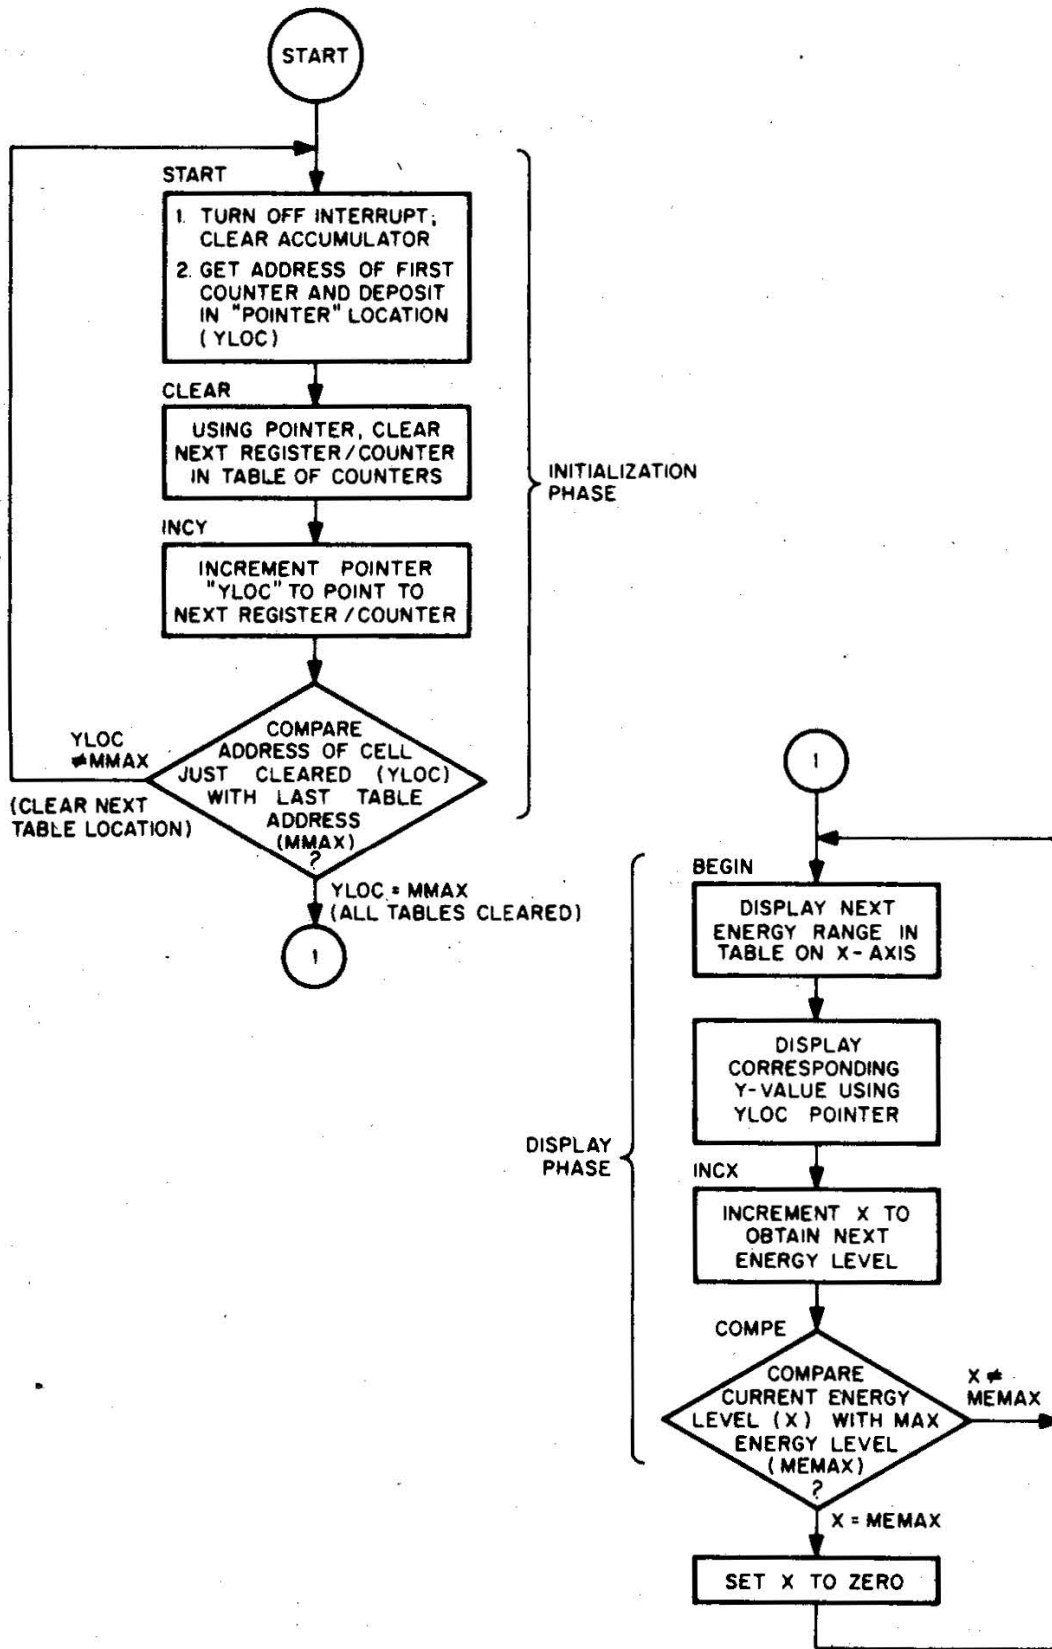 START
START
1. TURN OFF INTERRUPT;
CLEAR ACCUMULATOR
2. GET ADDRESS OF FIRST
COUNTER AND DEPOSIT
IN "POINTER" LOCATION
(YLOC)
CLEAR
USING POINTER, CLEAR
NEXT REGISTER/COUNTER
IN TABLE OF COUNTERS
INITIALIZATION
PHASE
INCY
INCREMENT POINTER
"YLOC" TO POINT TO
NEXT REGISTER/COUNTER
COMPARE
ADDRESS OF CELL
JUST CLEARED (YLOC)
WITH LAST TABLE
ADDRESS
(MMAX)
?
YLOC
≠MMAX
(CLEAR NEXT
TABLE LOCATION)
YLOC = MMAX
(ALL TABLES CLEARED)
1
1
BEGIN
DISPLAY NEXT
ENERGY RANGE IN
TABLE ON X-AXIS
DISPLAY
CORRESPONDING
Y-VALUE USING
YLOC POINTER
DISPLAY
PHASE
INCX
INCREMENT X TO
OBTAIN NEXT
ENERGY LEVEL
COMPE
COMPARE
CURRENT ENERGY
LEVEL (X) WITH MAX
ENERGY LEVEL
(MEMAX)
?
X ≠
MEMAX
X = MEMAX
SET X TO ZERO